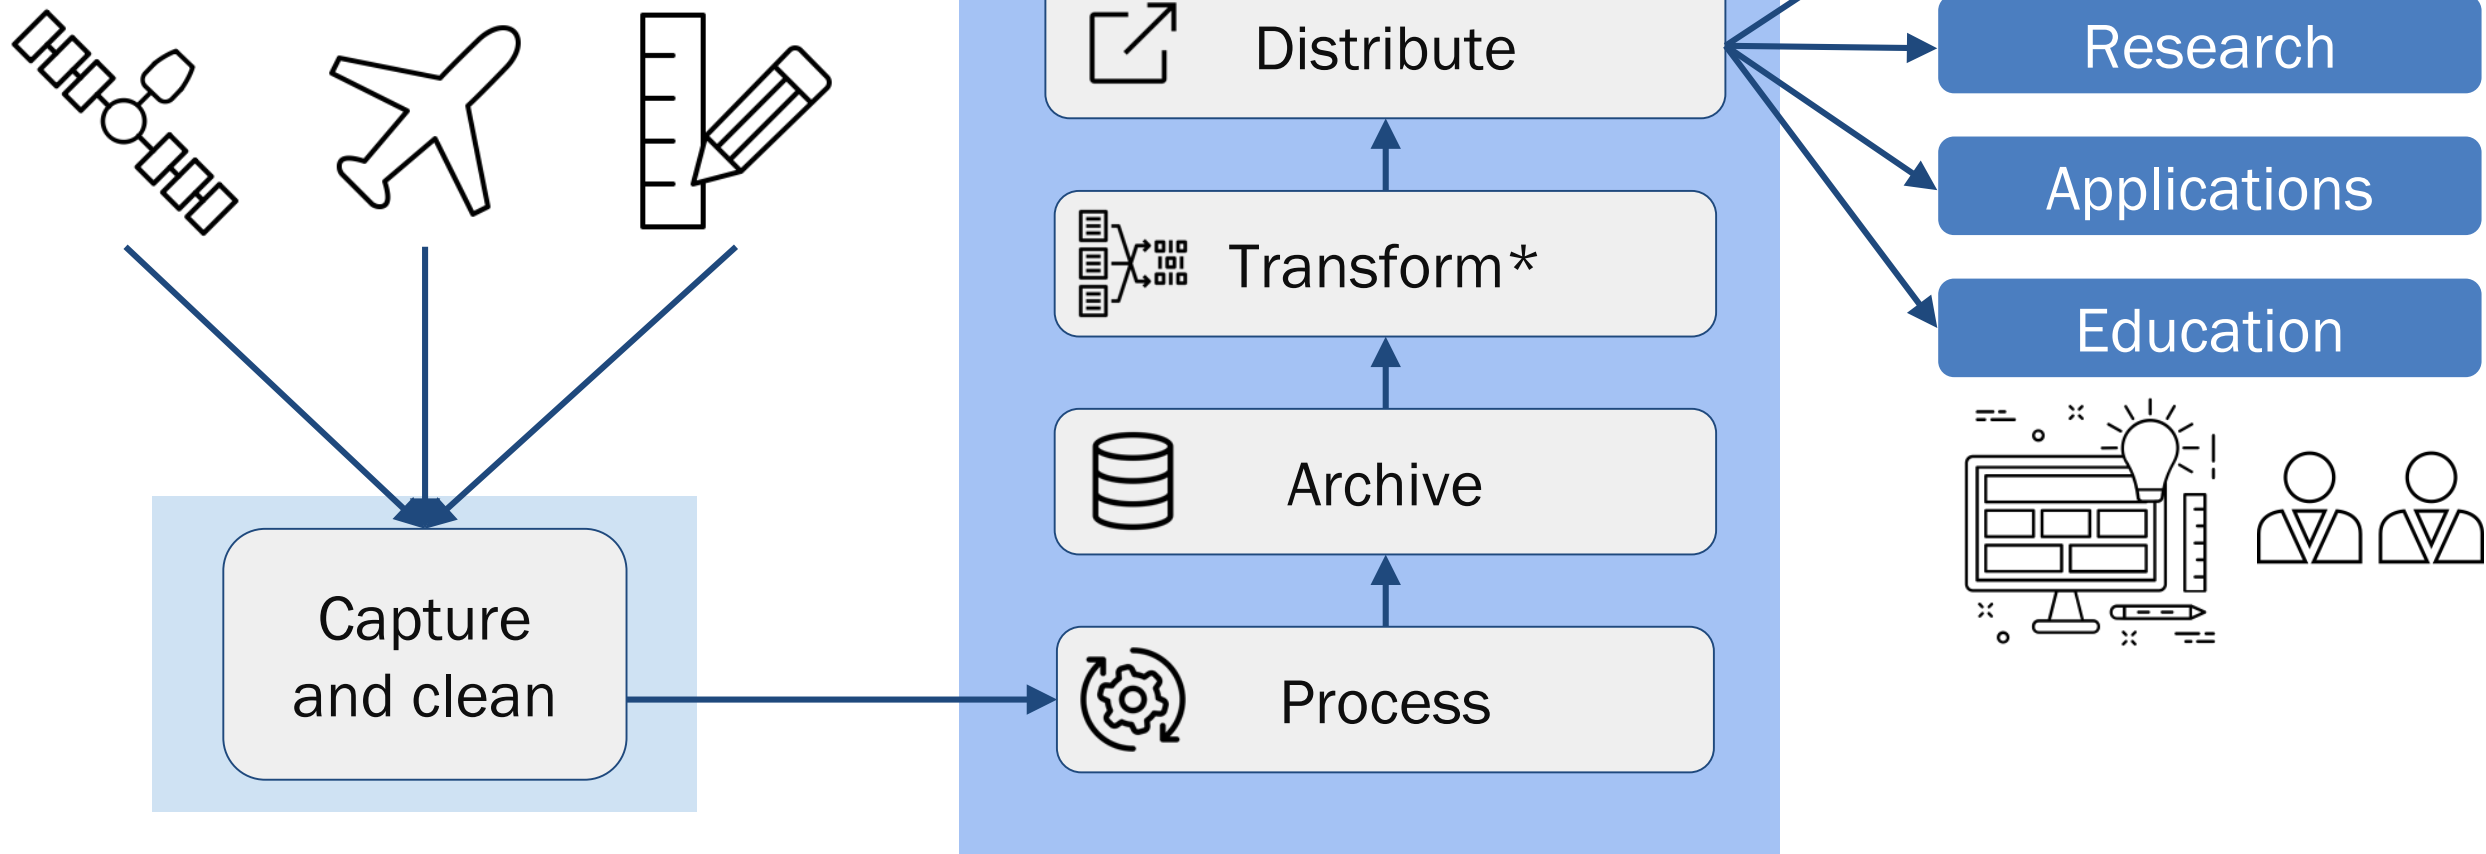 Capture
and clean
Distribute
Transform*
Archive
Process
Research
Applications
Education